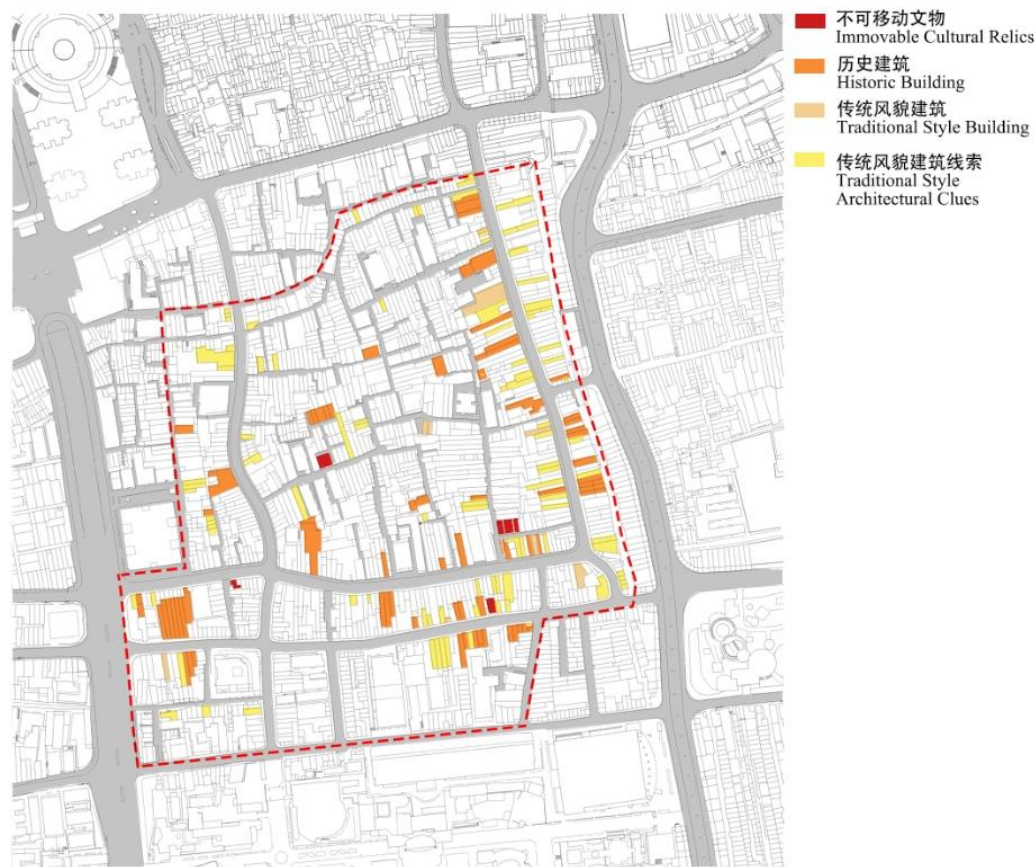 不可移动文物
Immovable Cultural Relics
历史建筑
Historic Building
传统风貌建筑
Traditional Style Building
传统风貌建筑线索
Traditional Style
Architectural Clues